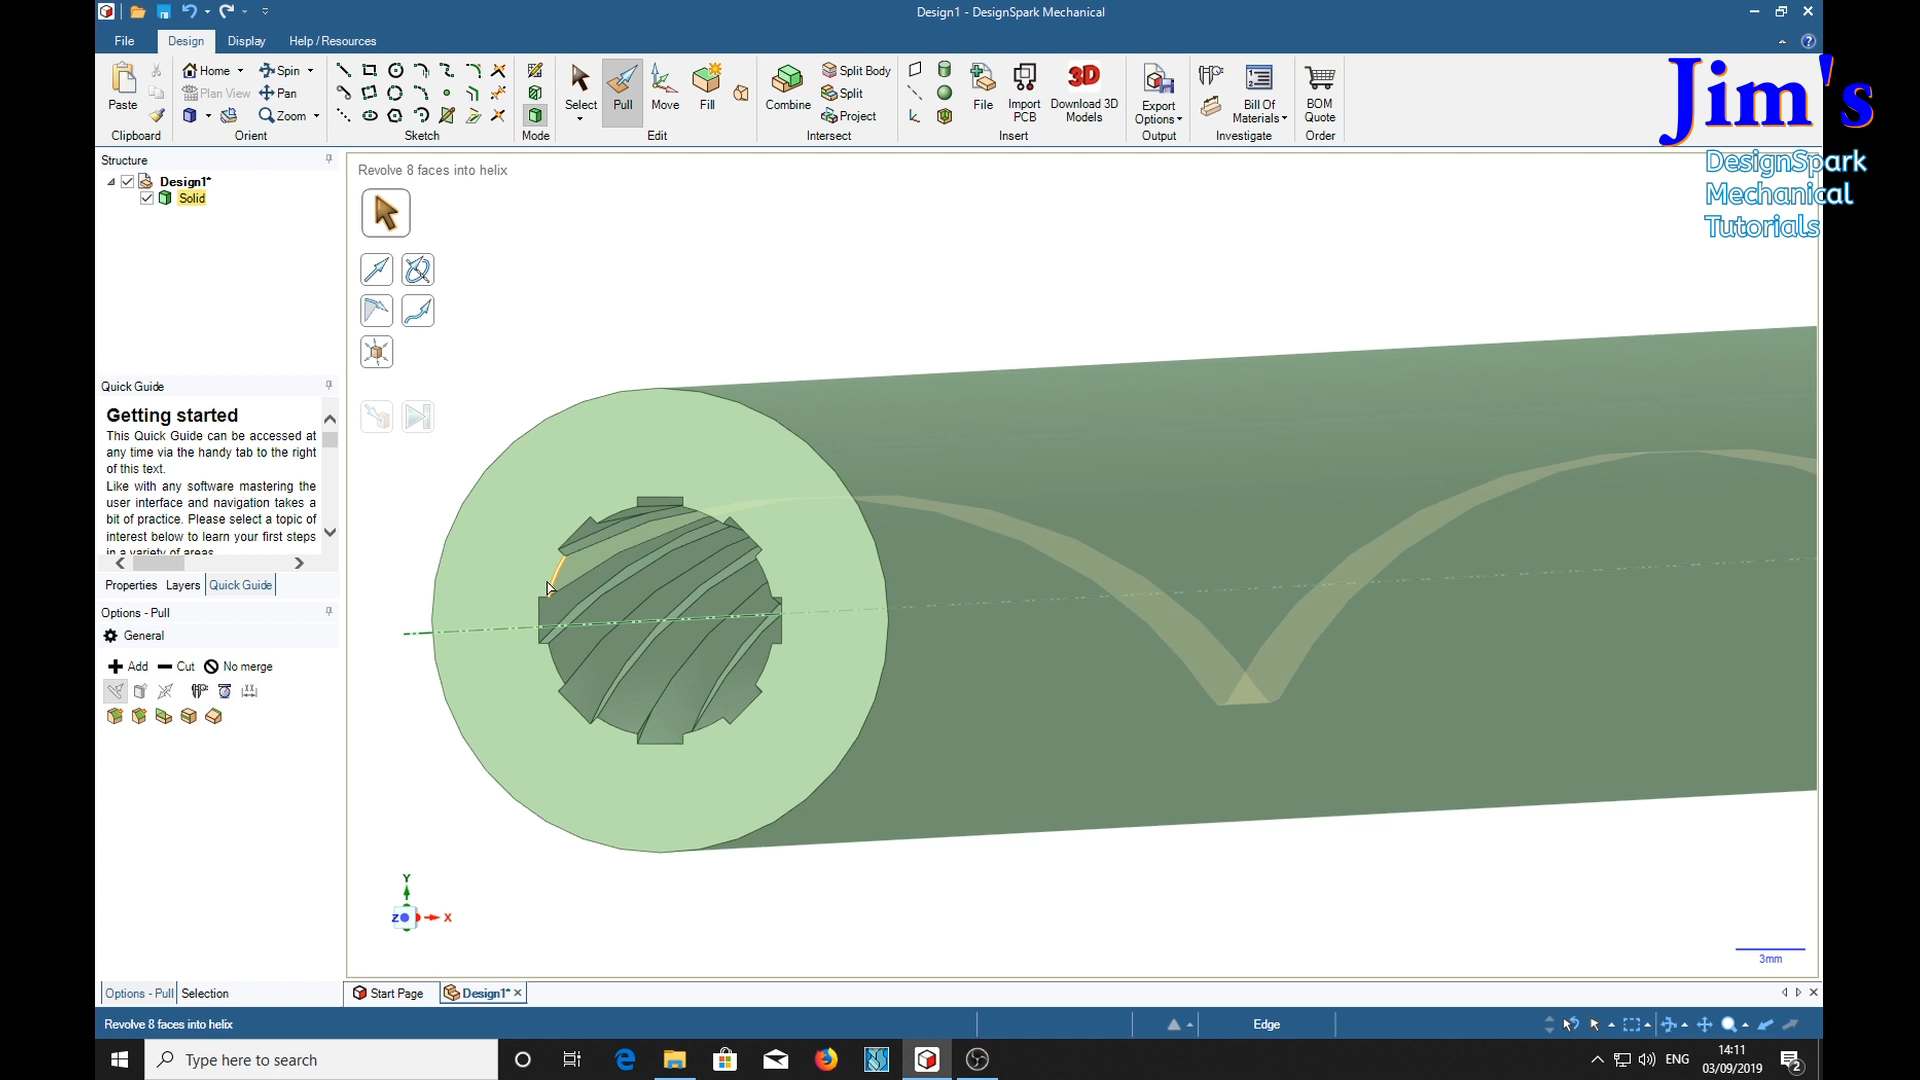 Design1 - DesignSpark Mechanical
File Design Display Help / Resources
Paste
Clipboard
Home Spin
Plan View Pan
Zoom
Orient
Sketch
Mode
Select Pull Move Fill
Edit
Combine
Split Body
Split
Project
Intersect
File
Import PCB
Download 3D Models
3D
Insert
Export Options
Output
Bill Of Materials
Investigate
BOM Quote
Order
Jim's
DesignSpark
Mechanical
Tutorials
Structure
Design1*
Solid
Revolve 8 faces into helix
Quick Guide
Getting started
This Quick Guide can be accessed at
any time via the handy tab to the right
of this text.
Like with any software mastering the
user interface and navigation takes a
bit of practice. Please select a topic of
interest below to learn your first steps
in a variety of areas.
Properties Layers Quick Guide
Options - Pull
General
Add Cut No merge
Y
Z X
3mm
Options - Pull Selection
Start Page Design1*
Revolve 8 faces into helix
Edge
Type here to search
ENG
14:11
03/09/2019
2